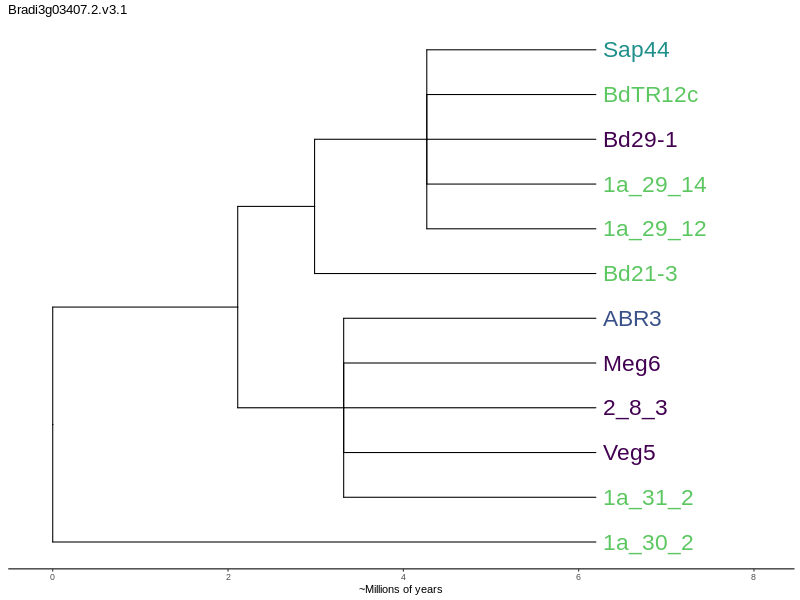 Bradi3g03407.2.v3.1
Sap44
BdTR12c
Bd29-1
1a_29_14
1a_29_12
Bd21-3
ABR3
Meg6
2_8_3
Veg5
1a_31_2
1a_30_2
0 2 4 6 8
~Millions of years